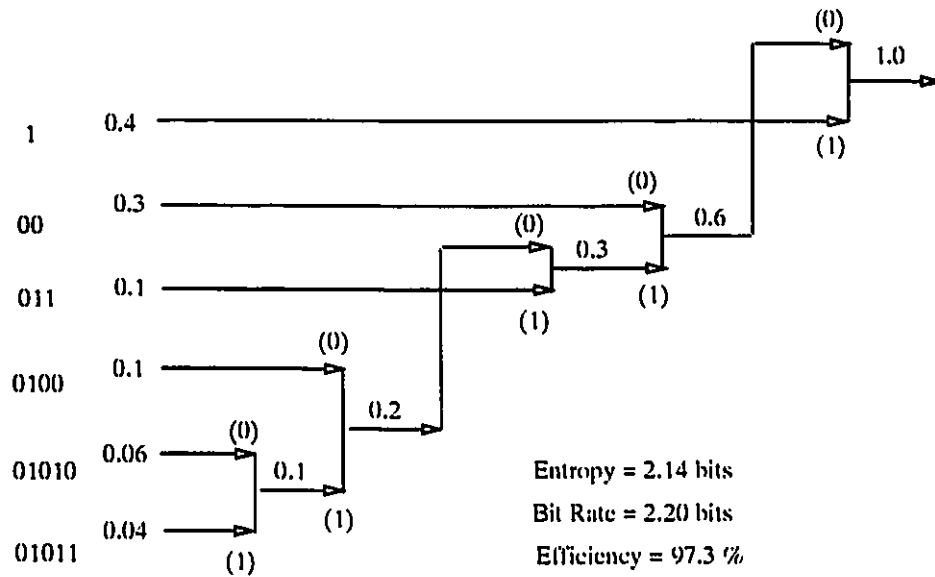 (0)
1.0
1 0.4
(1)
00 0.3 (0)
0.6
(0)
0.3
011 0.1
(1) (1)
(0)
0100 0.1
0.2
01010 0.06 (0)
0.1
(1)
01011 0.04 (1)
Entropy = 2.14 bits
Bit Rate = 2.20 bits
Efficiency = 97.3 %